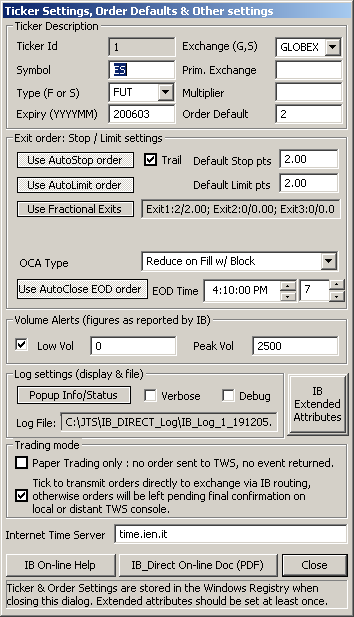 Ticker Settings, Order Defaults & Other settings
Ticker Description
Ticker Id 1 Exchange (G,S) GLOBEX
Symbol ES Prim. Exchange
Type (F or S) FUT Multiplier
Expiry (YYYYMM) 200603 Order Default 2
Exit order: Stop / Limit settings
Use AutoStop order Trail Default Stop pts 2.00
Use AutoLimit order Default Limit pts 2.00
Use Fractional Exits Exit1:2/2.00; Exit2:0/0.00; Exit3:0/0.0
OCA Type Reduce on Fill w/ Block
Use AutoClose EOD order EOD Time 4:10:00 PM 7
Volume Alerts (figures as reported by IB)
Low Vol 0 Peak Vol 2500
Log settings (display & file)
Popup Info/Status Verbose Debug
IB Extended Attributes
Log File: C:\JTS\IB_DIRECT_Log\IB_Log_1_191205.
Trading mode
Paper Trading only : no order sent to TWS, no event returned.
Tick to transmit orders directly to exchange via IB routing,
otherwise orders will be left pending final confirmation on
local or distant TWS console.
Internet Time Server time.ien.it
IB On-line Help IB_Direct On-line Doc (PDF) Close
Ticker & Order Settings are stored in the Windows Registry when
closing this dialog. Extended attributes should be set at least once.